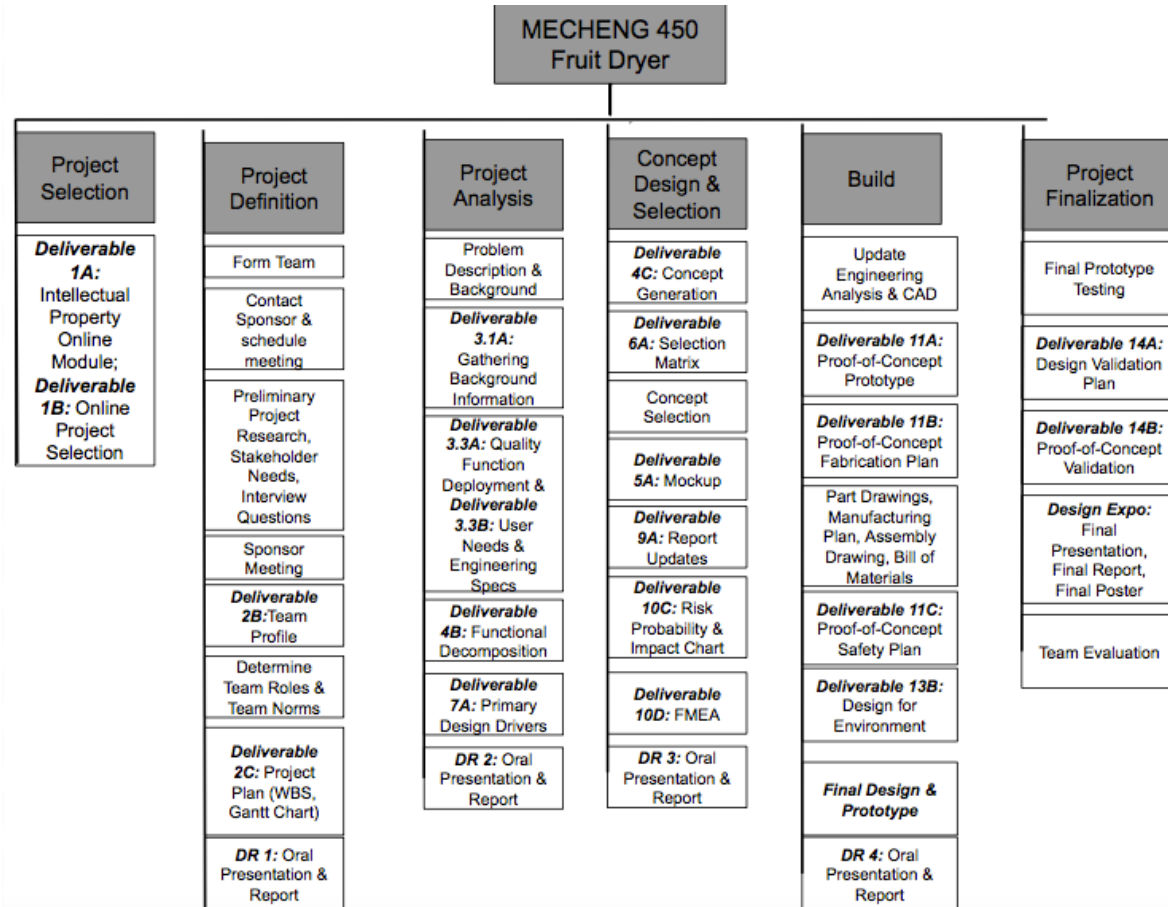 MECHENG 450
Fruit Dryer
Project
Selection
Deliverable
1A:
Intellectual
Property
Online
Module;
Deliverable
1B: Online
Project
Selection
Project
Definition
Form Team
Contact
Sponsor &
schedule
meeting
Preliminary
Project
Research,
Stakeholder
Needs,
Interview
Questions
Sponsor
Meeting
Deliverable
2B:Team
Profile
Determine
Team Roles &
Team Norms
Deliverable
2C: Project
Plan (WBS,
Gantt Chart)
DR 1: Oral
Presentation &
Report
Project
Analysis
Problem
Description &
Background
Deliverable
3.1A:
Gathering
Background
Information
Deliverable
3.3A: Quality
Function
Deployment &
Deliverable
3.3B: User
Needs &
Engineering
Specs
Deliverable
4B: Functional
Decomposition
Deliverable
7A: Primary
Design Drivers
DR 2: Oral
Presentation &
Report
Concept
Design &
Selection
Deliverable
4C: Concept
Generation
Deliverable
6A: Selection
Matrix
Concept
Selection
Deliverable
5A: Mockup
Deliverable
9A: Report
Updates
Deliverable
10C: Risk
Probability &
Impact Chart
Deliverable
10D: FMEA
DR 3: Oral
Presentation &
Report
Build
Update
Engineering
Analysis & CAD
Deliverable 11A:
Proof-of-Concept
Prototype
Deliverable 11B:
Proof-of-Concept
Fabrication Plan
Part Drawings,
Manufacturing
Plan, Assembly
Drawing, Bill of
Materials
Deliverable 11C:
Proof-of-Concept
Safety Plan
Deliverable 13B:
Design for
Environment
Final Design &
Prototype
DR 4: Oral
Presentation &
Report
Project
Finalization
Final Prototype
Testing
Deliverable 14A:
Design Validation
Plan
Deliverable 14B:
Proof-of-Concept
Validation
Design Expo:
Final
Presentation,
Final Report,
Final Poster
Team Evaluation